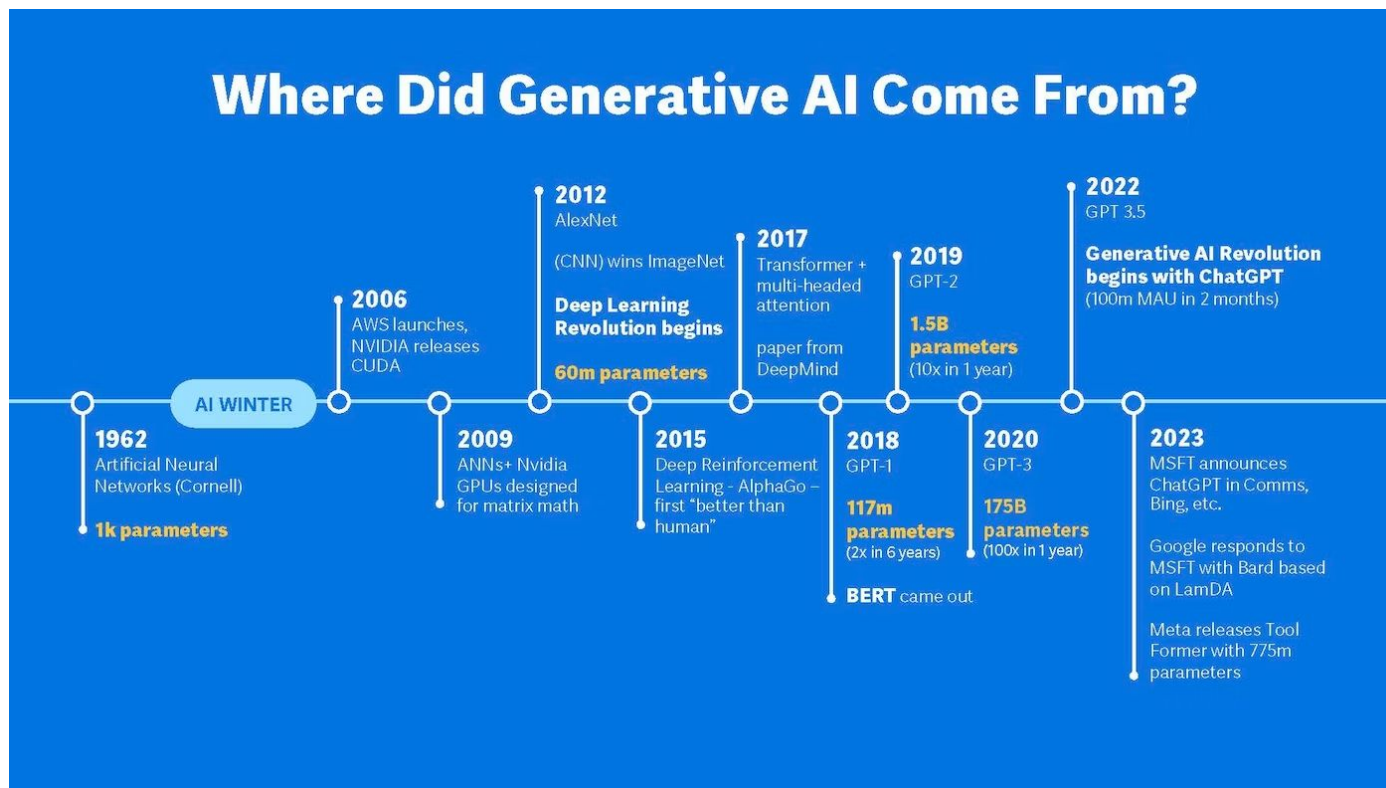 Where Did Generative AI Come From?
1962
Artificial Neural
Networks (Cornell)
1k parameters
AI WINTER
2006
AWS launches,
NVIDIA releases
CUDA
2009
ANNs+ Nvidia
GPUs designed
for matrix math
2012
AlexNet
(CNN) wins ImageNet
Deep Learning
Revolution begins
60m parameters
2015
Deep Reinforcement
Learning - AlphaGo –
first “better than
human”
2017
Transformer +
multi-headed
attention
paper from
DeepMind
2018
GPT-1
117m
parameters
(2x in 6 years)
BERT came out
2019
GPT-2
1.5B
parameters
(10x in 1 year)
2020
GPT-3
175B
parameters
(100x in 1 year)
2022
GPT 3.5
Generative AI Revolution
begins with ChatGPT
(100m MAU in 2 months)
2023
MSFT announces
ChatGPT in Comms,
Bing, etc.
Google responds to
MSFT with Bard based
on LamDA
Meta releases Tool
Former with 775m
parameters